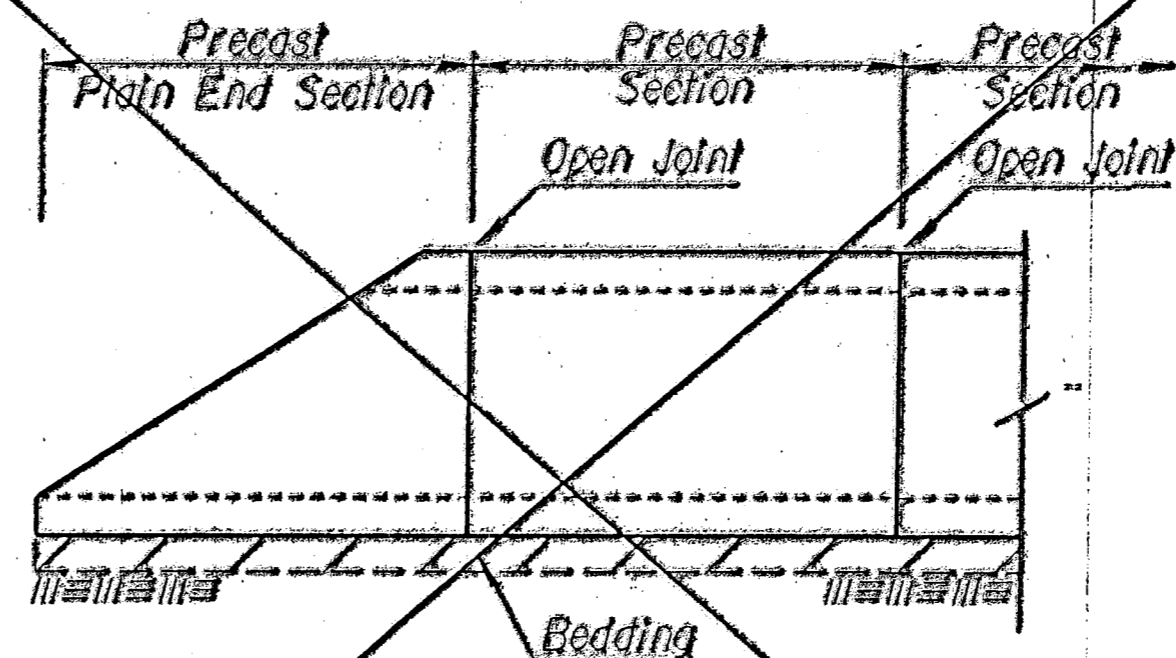 Precast
Plain End Section
Precast
Section
Precast
Section
Open Joint
Open Joint
Bedding